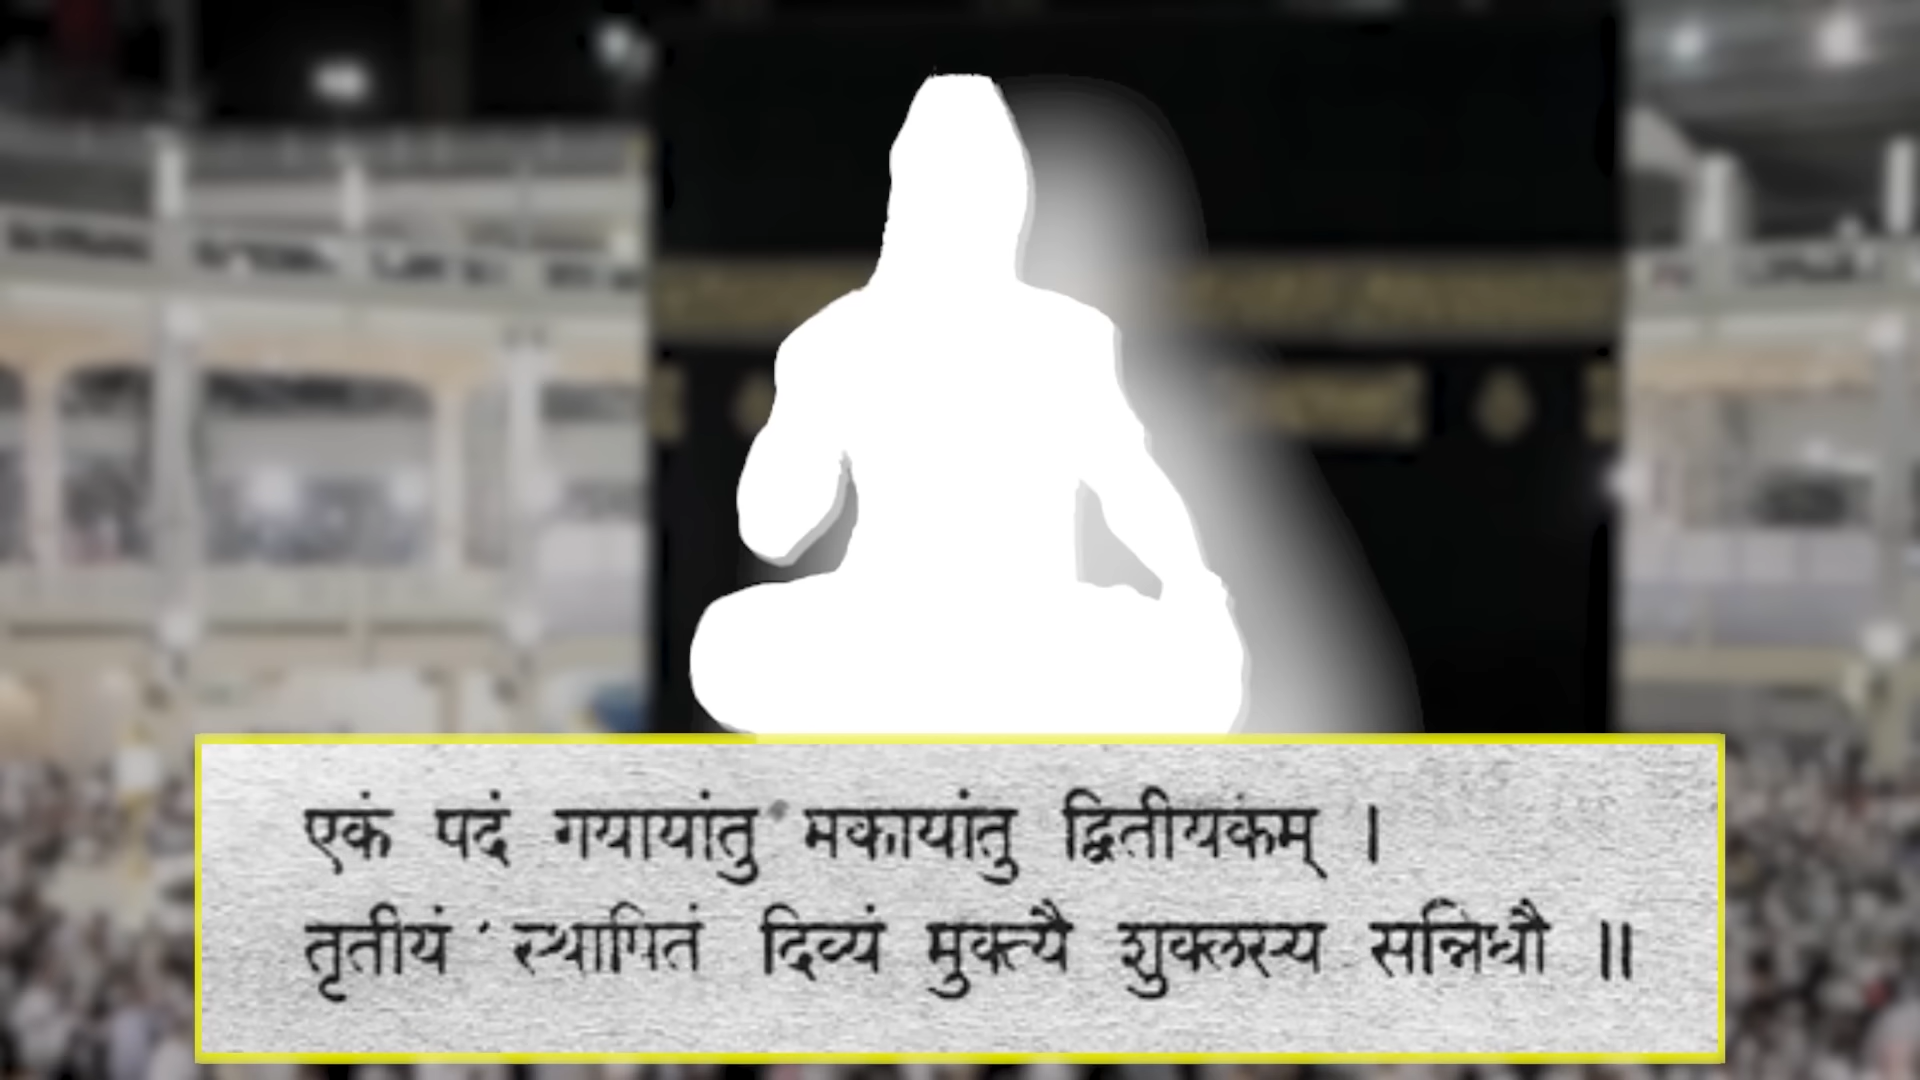 एकं पदं गयायांतु मकायांतु द्वितीयकम् ।
तृतीयं स्थापितं दिव्यं मुक्त्यै शुक्लस्य सन्निधौ ॥